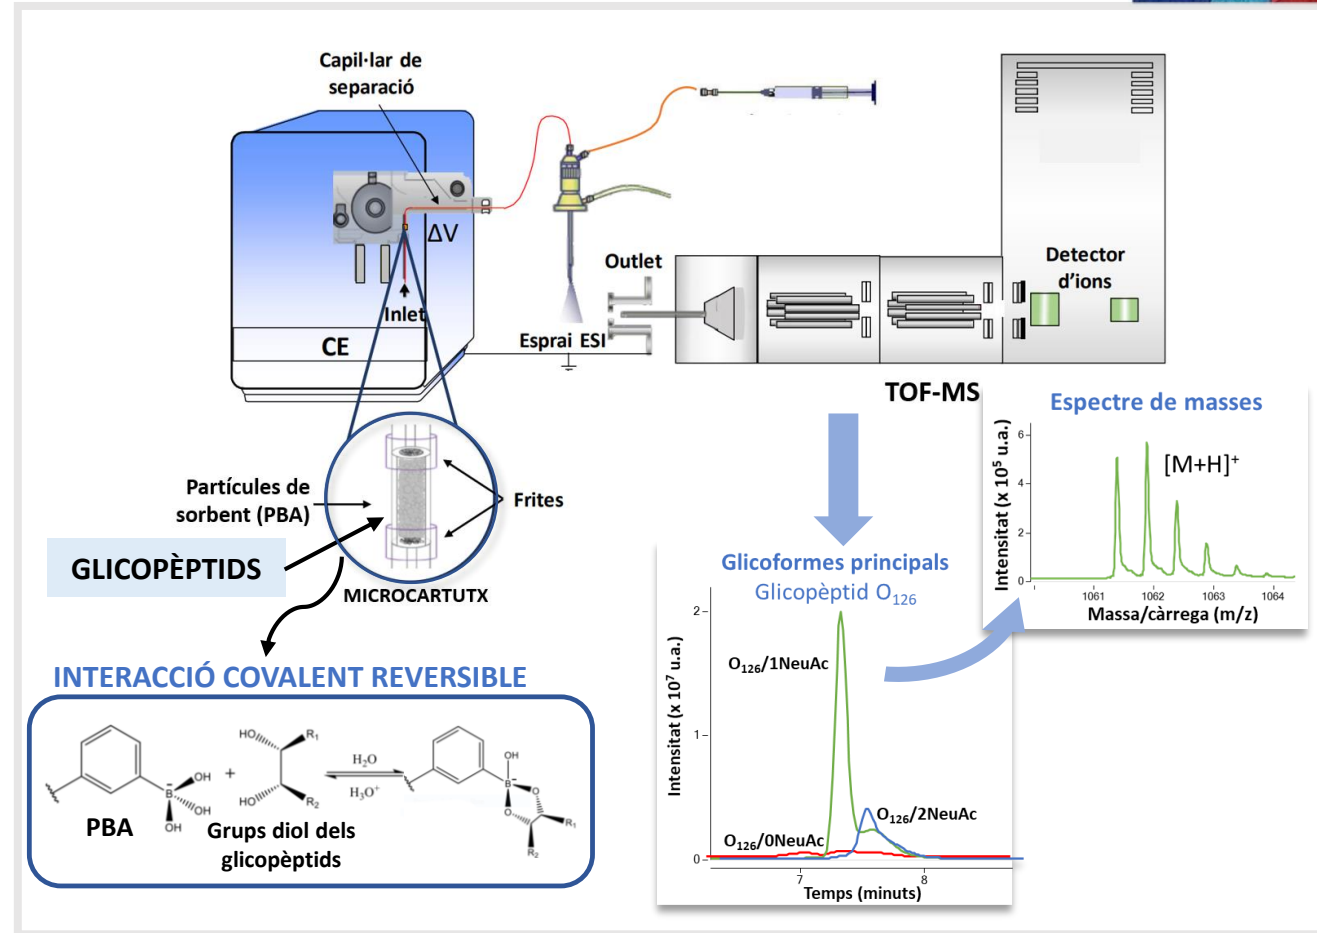 Capil·lar de
separació
ΔV
Inlet
CE
Outlet
Esprai ESI
Detector
d'ions
TOF-MS
Partícules de
sorbent (PBA)
Frites
GLICOPÈPTIDS
MICROCARTUTX
INTERACCIÓ COVALENT REVERSIBLE
B⁻
OH
OH
OH
PBA
+
HO
R₁
HO
R₂
Grups diol dels
glicopèptids
H₂O
H₃O⁺
OH
B⁻
O
O
R₁
R₂
Glicoformes principals
Glicopèptid O₁₂₆
Intensitat (x 10⁷ u.a.)
2
1
0
O₁₂₆/1NeuAc
O₁₂₆/2NeuAc
O₁₂₆/0NeuAc
7
8
Temps (minuts)
Espectre de masses
Intensitat (x 10⁵ u.a.)
6
4
2
0
[M+H]⁺
1061
1062
1063
1064
Massa/càrrega (m/z)